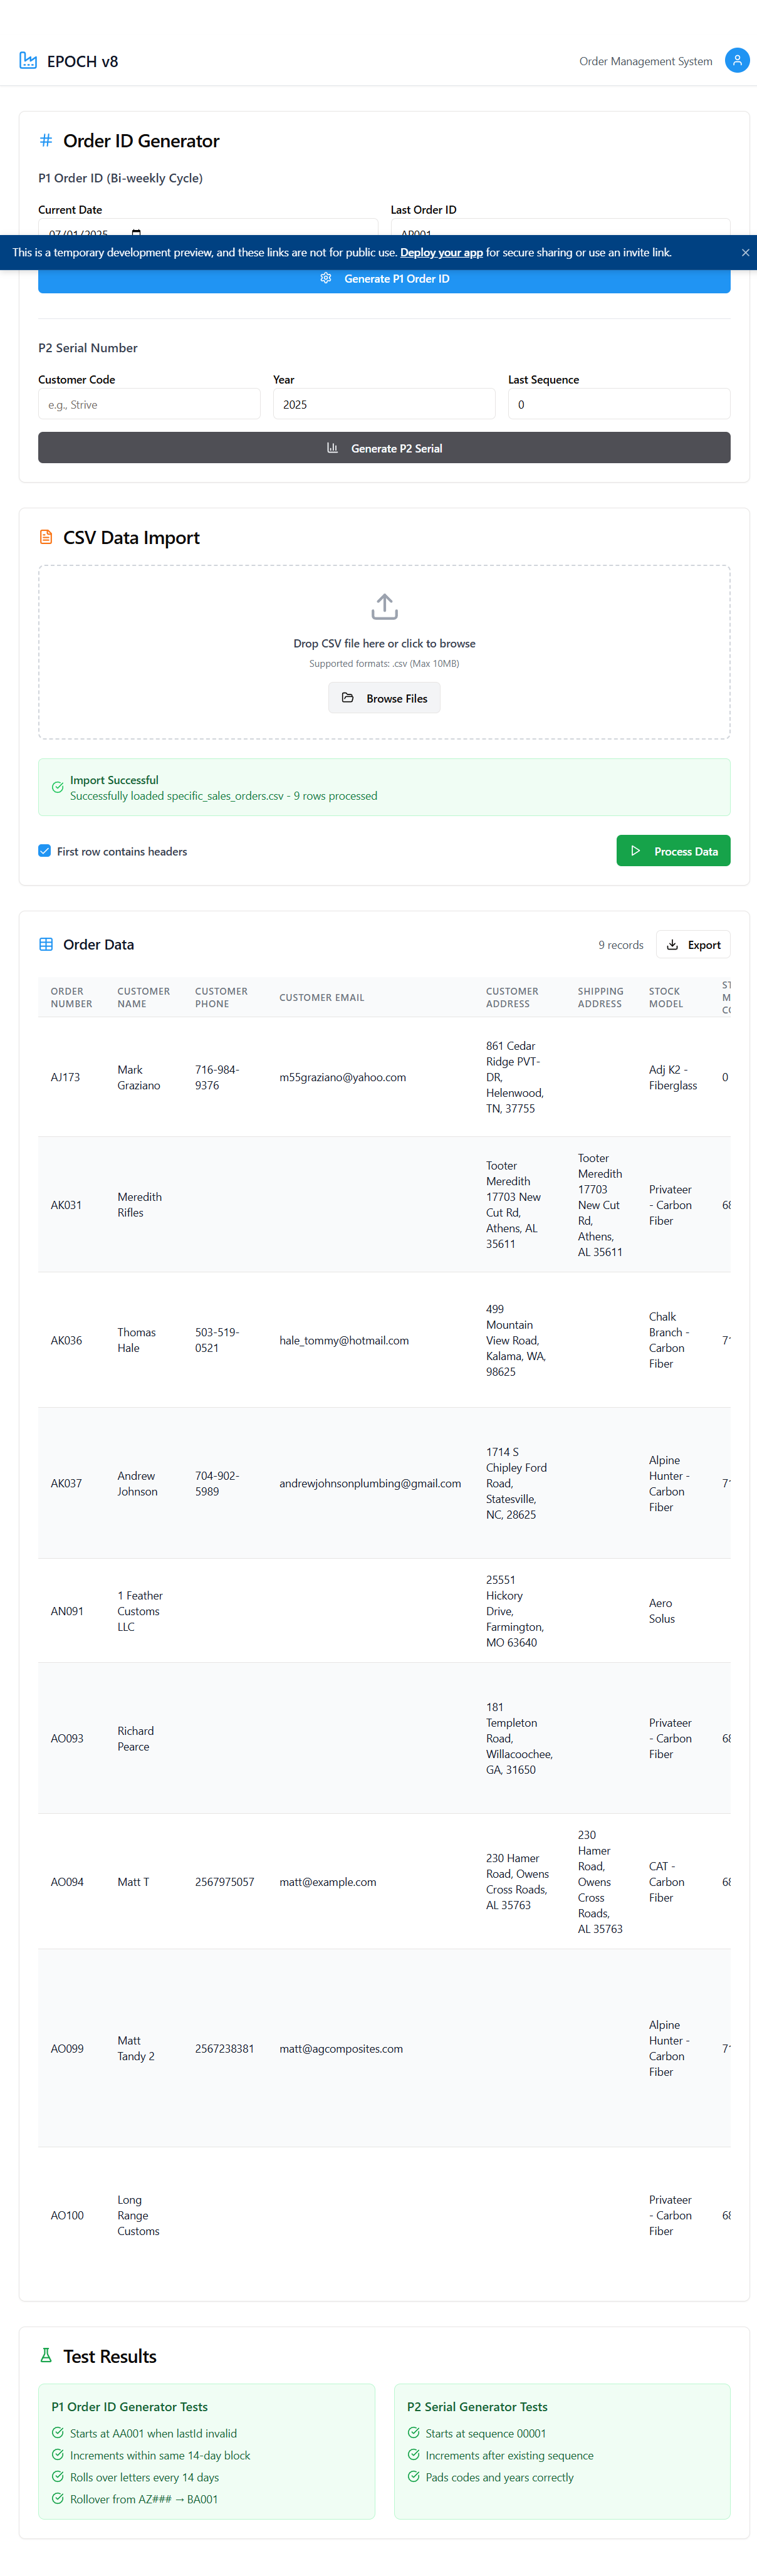 EPOCH v8
Order Management System
Order ID Generator
P1 Order ID (Bi-weekly Cycle)
Current Date
Last Order ID
07/01/2025
AP001
This is a temporary development preview, and these links are not for public use. Deploy your app for secure sharing or use an invite link.
Generate P1 Order ID
P2 Serial Number
Customer Code
Year
Last Sequence
e.g., Strive
2025
0
Generate P2 Serial
CSV Data Import
Drop CSV file here or click to browse
Supported formats: .csv (Max 10MB)
Browse Files
Import Successful
Successfully loaded specific_sales_orders.csv - 9 rows processed
First row contains headers
Process Data
Order Data
9 records
Export
ORDER
NUMBER
CUSTOMER
NAME
CUSTOMER
PHONE
CUSTOMER EMAIL
CUSTOMER
ADDRESS
SHIPPING
ADDRESS
STOCK
MODEL
AJ173
Mark
Graziano
716-984-
9376
m55graziano@yahoo.com
861 Cedar
Ridge PVT-
DR,
Helenwood,
TN, 37755
Adj K2 -
Fiberglass
0
AK031
Meredith
Rifles
Tooter
Meredith
17703 New
Cut Rd,
Athens, AL
35611
Tooter
Meredith
17703
New Cut
Rd,
Athens,
AL 35611
Privateer
- Carbon
Fiber
AK036
Thomas
Hale
503-519-
0521
hale_tommy@hotmail.com
499
Mountain
View Road,
Kalama, WA,
98625
Chalk
Branch -
Carbon
Fiber
AK037
Andrew
Johnson
704-902-
5989
andrewjohnsonplumbing@gmail.com
1714 S
Chipley Ford
Road,
Statesville,
NC, 28625
Alpine
Hunter -
Carbon
Fiber
AN091
1 Feather
Customs
LLC
25551
Hickory
Drive,
Farmington,
MO 63640
Aero
Solus
AO093
Richard
Pearce
181
Templeton
Road,
Willacoochee,
GA, 31650
Privateer
- Carbon
Fiber
AO094
Matt T
2567975057
matt@example.com
230 Hamer
Road, Owens
Cross Roads,
AL 35763
230
Hamer
Road,
Owens
Cross
Roads,
AL 35763
CAT -
Carbon
Fiber
AO099
Matt
Tandy 2
2567238381
matt@agcomposites.com
Alpine
Hunter -
Carbon
Fiber
AO100
Long
Range
Customs
Privateer
- Carbon
Fiber
Test Results
P1 Order ID Generator Tests
Starts at AA001 when lastId invalid
Increments within same 14-day block
Rolls over letters every 14 days
Rollover from AZ### → BA001
P2 Serial Generator Tests
Starts at sequence 00001
Increments after existing sequence
Pads codes and years correctly